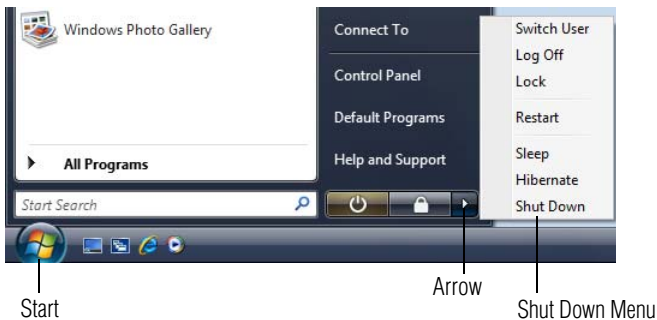 Windows Photo Gallery
All Programs
Start Search
Connect To
Control Panel
Default Programs
Help and Support
Switch User
Log Off
Lock
Restart
Sleep
Hibernate
Shut Down
Start
Arrow
Shut Down Menu